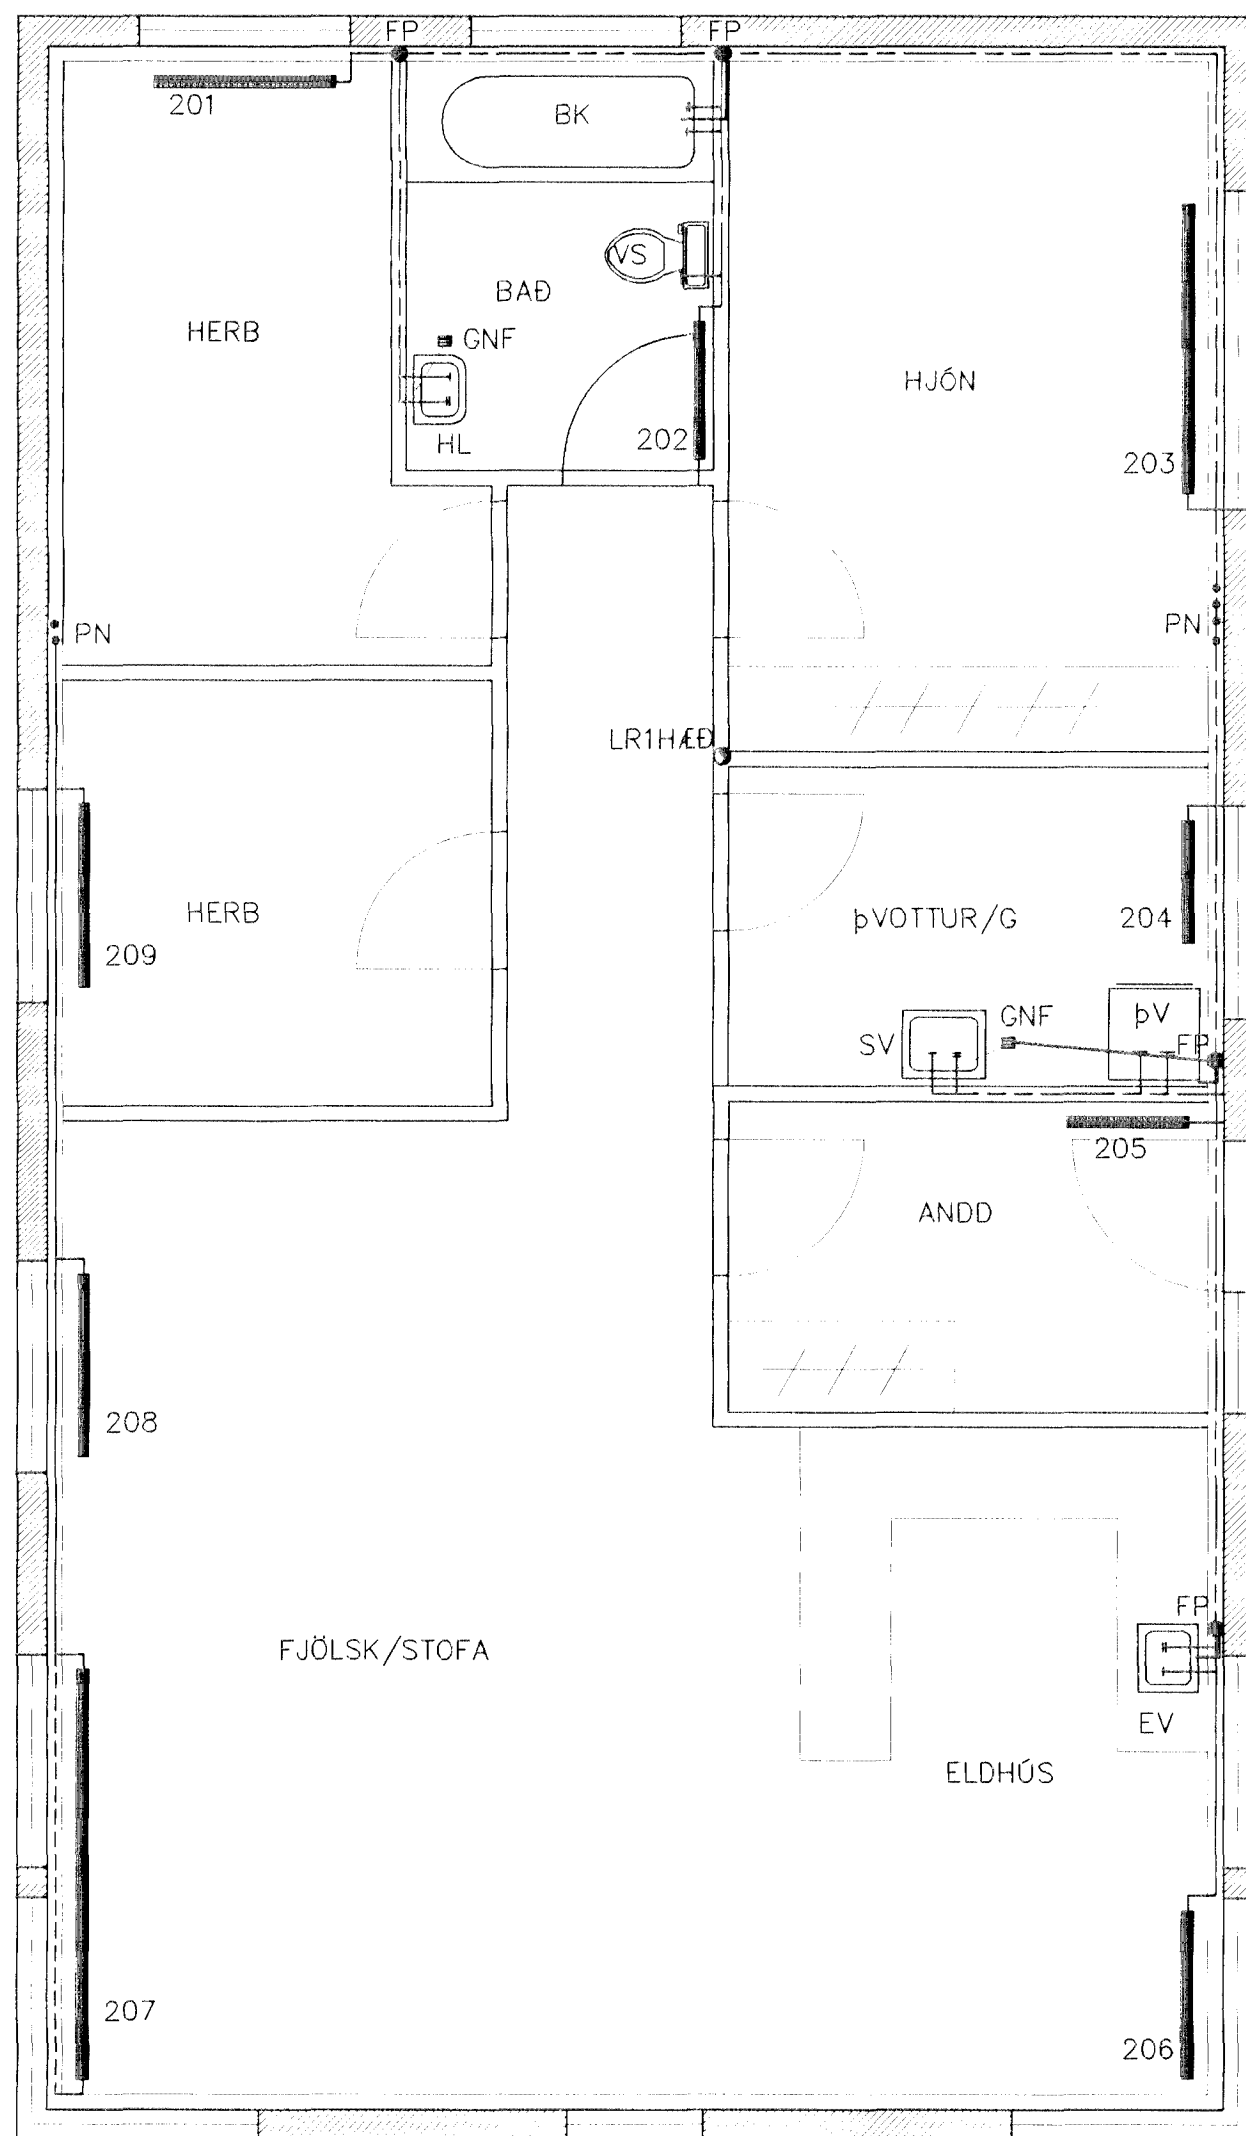 FP
FP
201
BK
VS
BAÐ
HERB
GNF
HJÓN
HL
202
203
PN
PN
LR1HÆÐ
HERB
ÞVOTTUR/G
204
209
GNF
ÞV
SV
FP
205
ANDD
208
FP
FJÖLSK/STOFA
EV
ELDHÚS
207
206